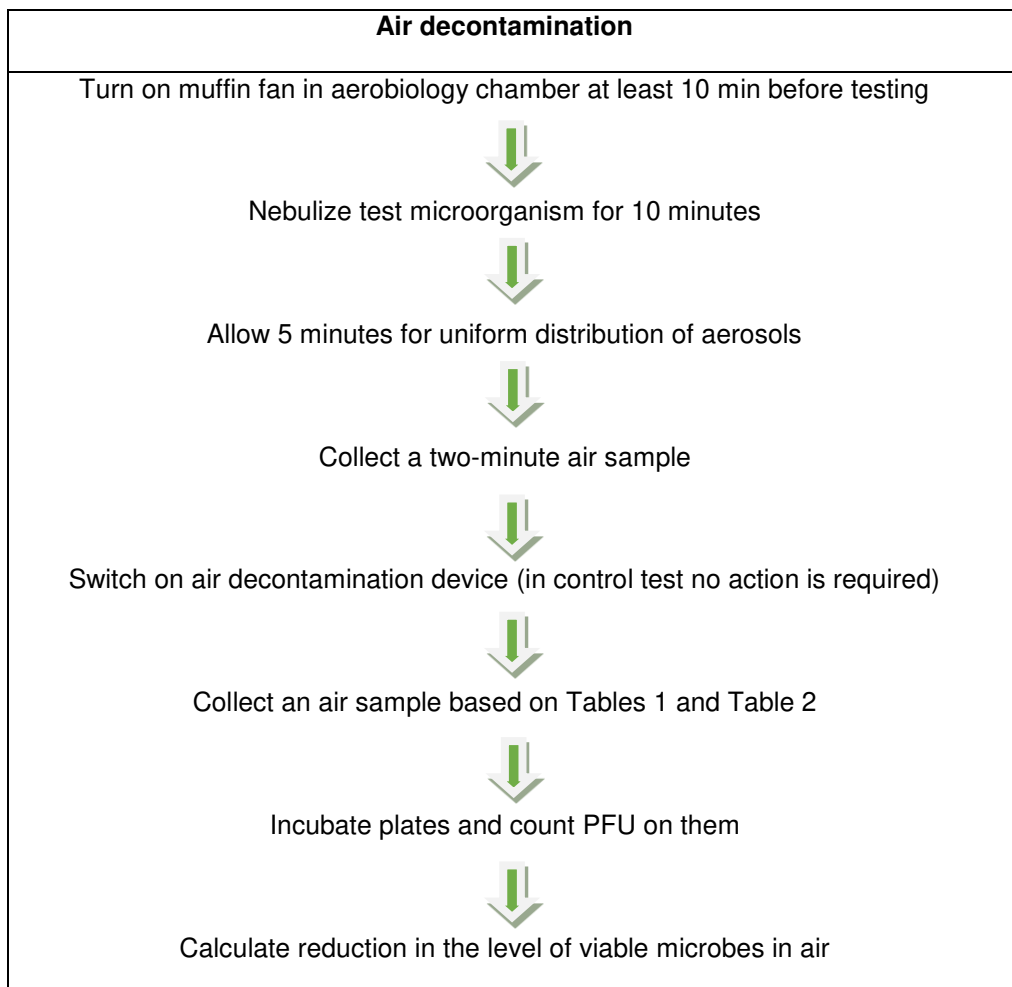 Air decontamination
Turn on muffin fan in aerobiology chamber at least 10 min before testing
Nebulize test microorganism for 10 minutes
Allow 5 minutes for uniform distribution of aerosols
Collect a two-minute air sample
Switch on air decontamination device (in control test no action is required)
Collect an air sample based on Tables 1 and Table 2
Incubate plates and count PFU on them
Calculate reduction in the level of viable microbes in air